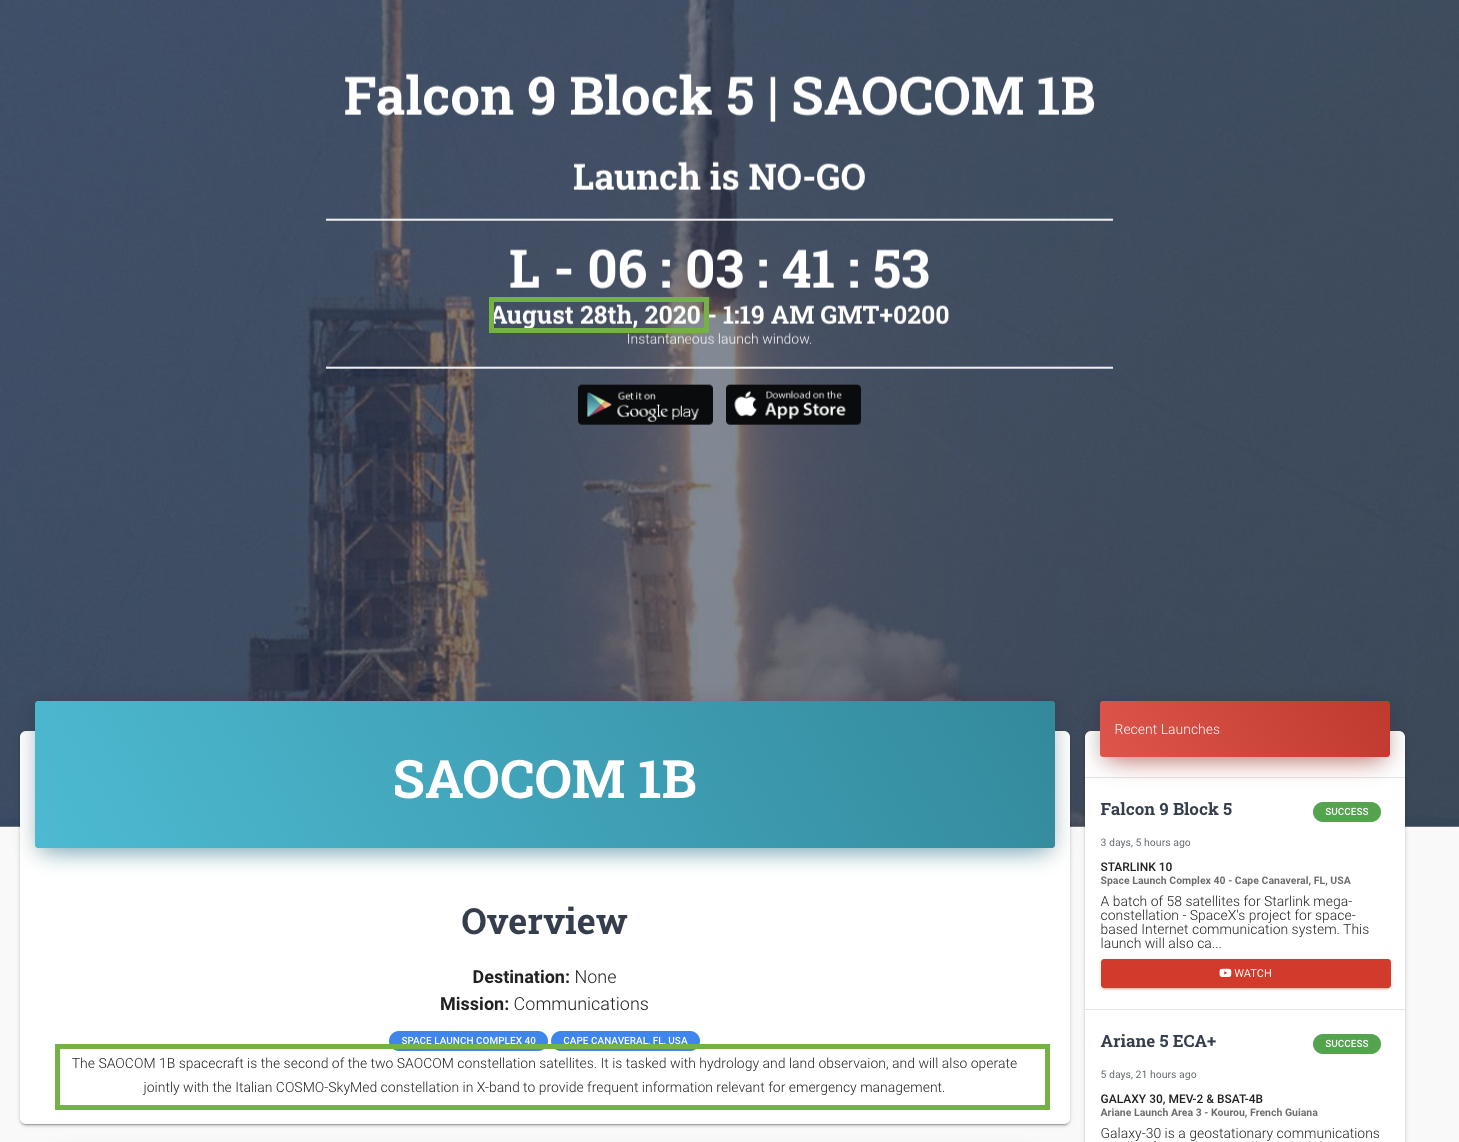 Falcon 9 Block 5 | SAOCOM 1B
Launch is NO-GO
L - 06 : 03 : 41 : 53
August 28th, 2020 - 1:19 AM GMT+0200
Instantaneous launch window.
Get it on
Google play
Download on the
App Store
SAOCOM 1B
Overview
Destination: None
Mission: Communications
SPACE LAUNCH COMPLEX 40 CAPE CANAVERAL, FL, USA
The SAOCOM 1B spacecraft is the second of the two SAOCOM constellation satellites. It is tasked with hydrology and land observaion, and will also operate
jointly with the Italian COSMO-SkyMed constellation in X-band to provide frequent information relevant for emergency management.
Recent Launches
Falcon 9 Block 5
SUCCESS
3 days, 5 hours ago
STARLINK 10
Space Launch Complex 40 - Cape Canaveral, FL, USA
A batch of 58 satellites for Starlink mega-
constellation - SpaceX's project for space-
based Internet communication system. This
launch will also ca...
WATCH
Ariane 5 ECA+
SUCCESS
5 days, 21 hours ago
GALAXY 30, MEV-2 & BSAT-4B
Ariane Launch Area 3 - Kourou, French Guiana
Galaxy-30 is a geostationary communications